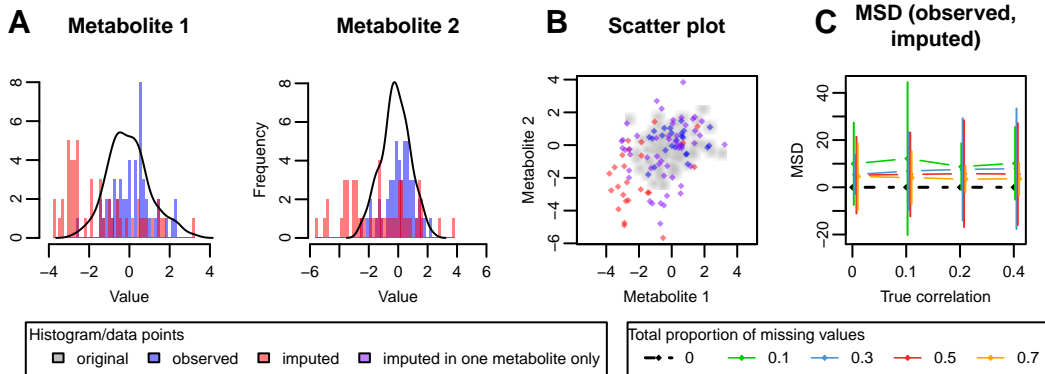 A
Metabolite 1
Metabolite 2
B
Scatter plot
C
MSD (observed,
imputed)
8
6
4
2
0
−4
−2
0
2
4
Value
Frequency
8
6
4
2
0
−6
−4
−2
0
2
4
6
Value
Metabolite 2
4
2
0
−2
−4
−6
−4
−2
0
2
4
Metabolite 1
MSD
40
20
0
−20
0
0.1
0.2
0.4
True correlation
Histogram/data points
original
observed
imputed
imputed in one metabolite only
Total proportion of missing values
0
0.1
0.3
0.5
0.7